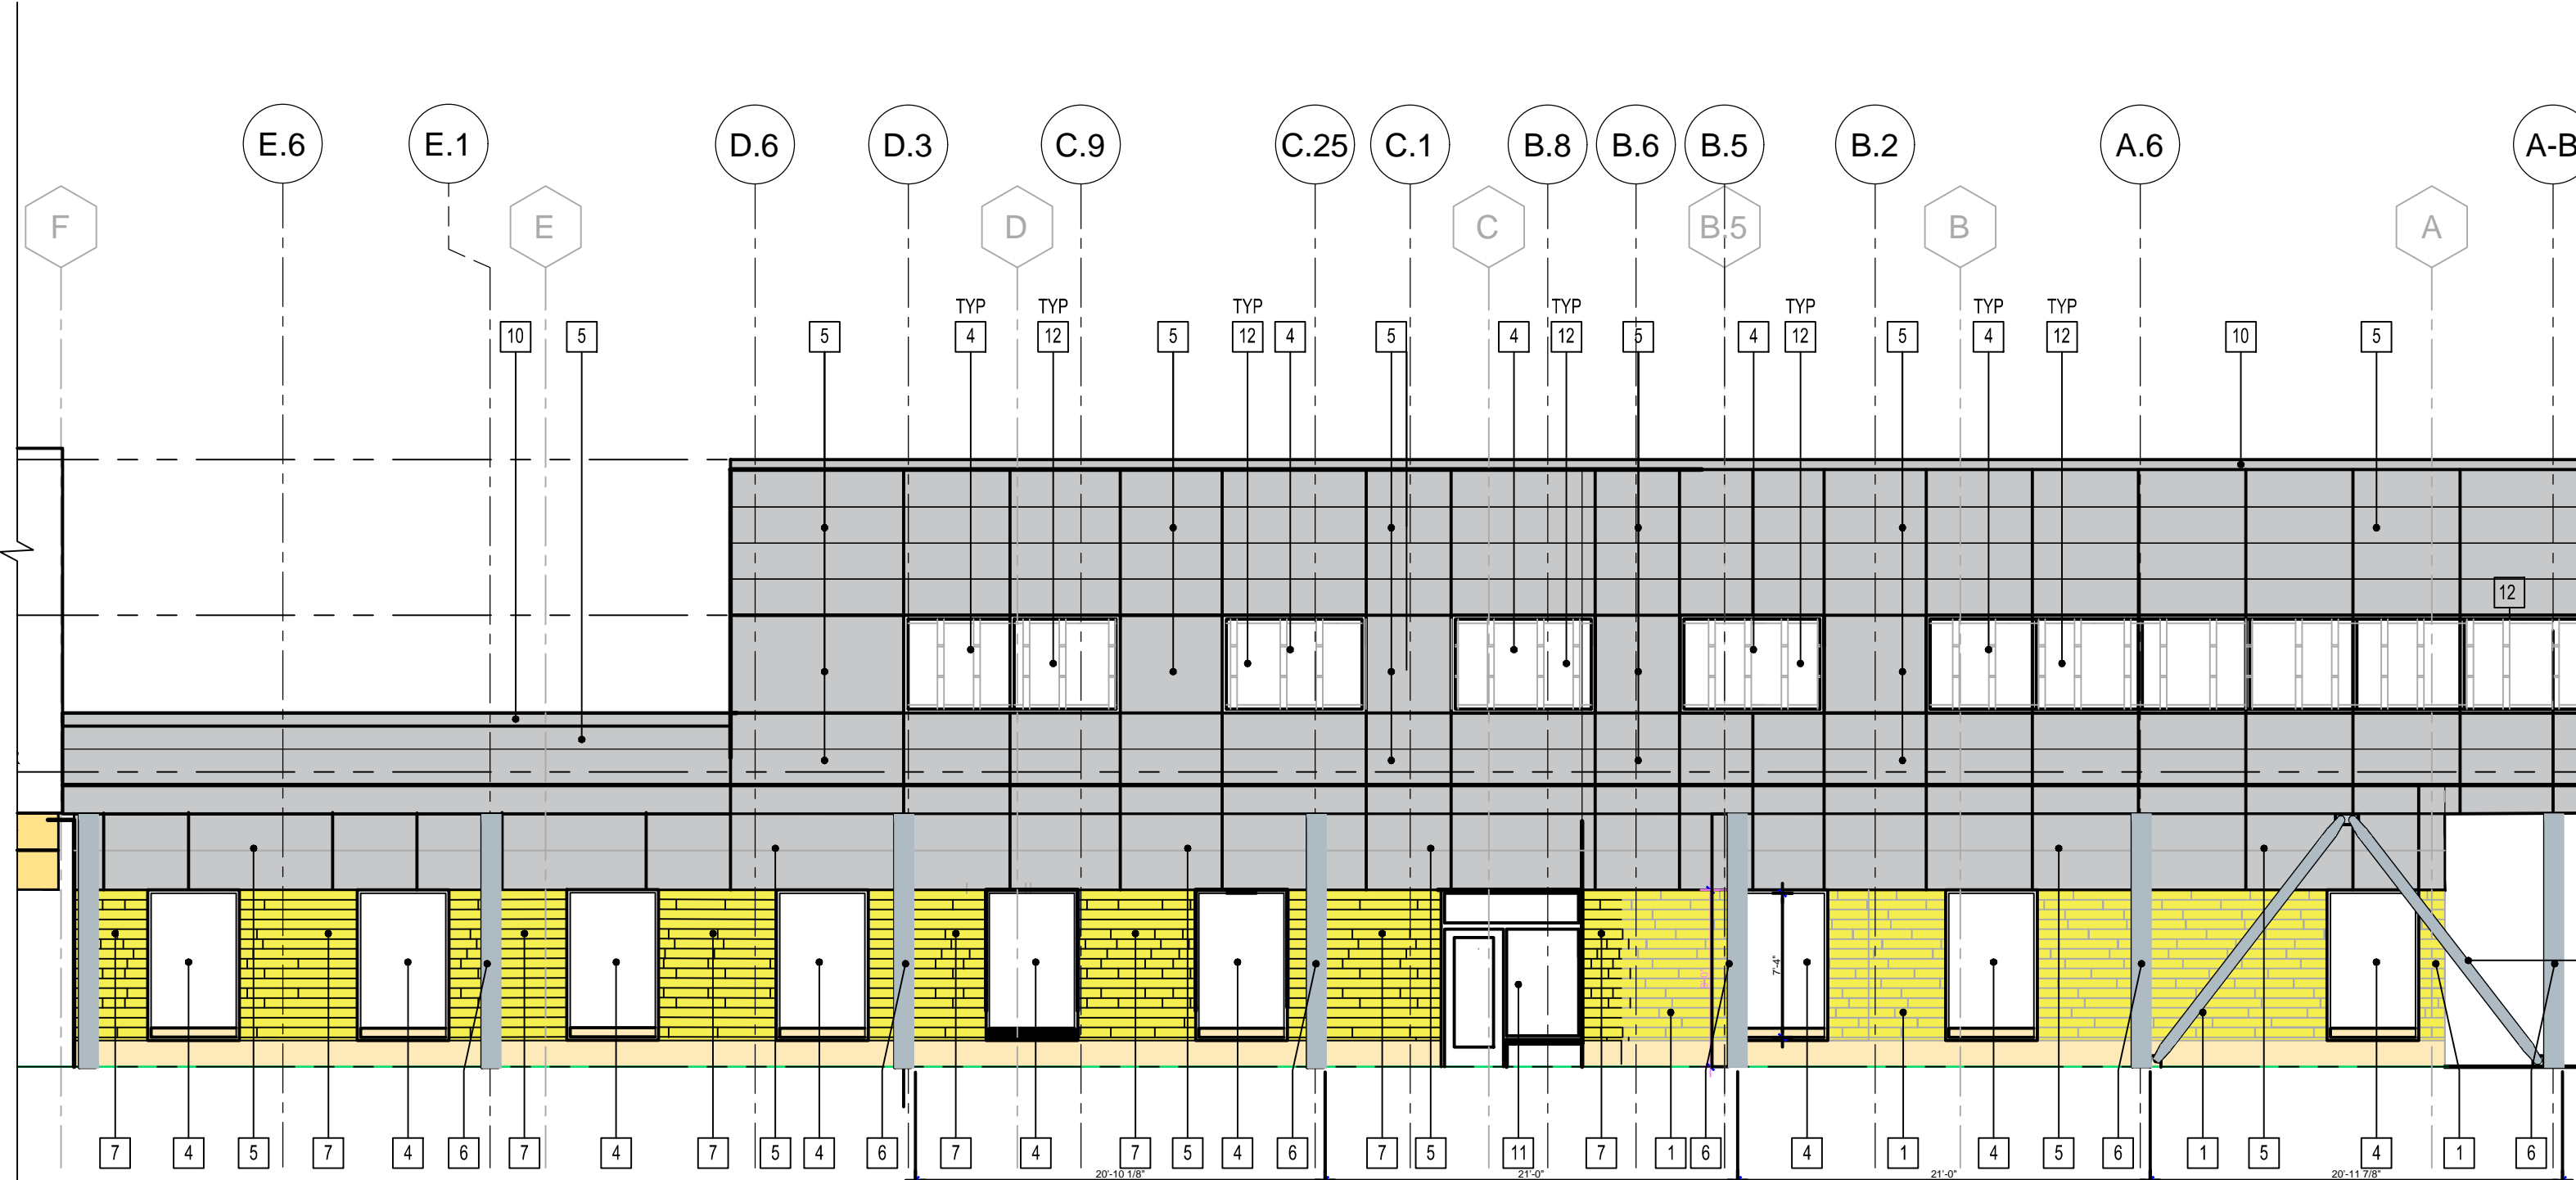 E.6 E.1 D.6 D.3 C.9 C.25 C.1 B.8 B.6 B.5 B.2 A.6 A-B
F E D C B.5 B A
TYP TYP TYP TYP TYP TYP TYP
10 5 5 4 12 5 12 4 5 4 12 5 4 12 5 4 12 10 5
12
7'-4"
7 4 5 7 4 6 7 4 7 5 4 6 7 4 7 5 4 6 7 5 11 7 1 6 4 1 4 5 6 1 5 4 1 6
20'-10 1/8" 21'-0" 21'-0" 20'-11 7/8"